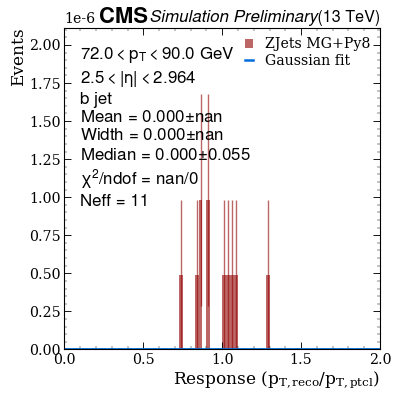 1e-6 CMS Simulation Preliminary (13 TeV)
Events
2.00
1.75
1.50
1.25
1.00
0.75
0.50
0.25
0.00
72.0 < p_T < 90.0 GeV
2.5 < |η| < 2.964
b jet
Mean = 0.000±nan
Width = 0.000±nan
Median = 0.000±0.055
χ²/ndof = nan/0
Neff = 11
ZJets MG+Py8
Gaussian fit
0.0 0.5 1.0 1.5 2.0
Response (p_T,reco/p_T,ptcl)